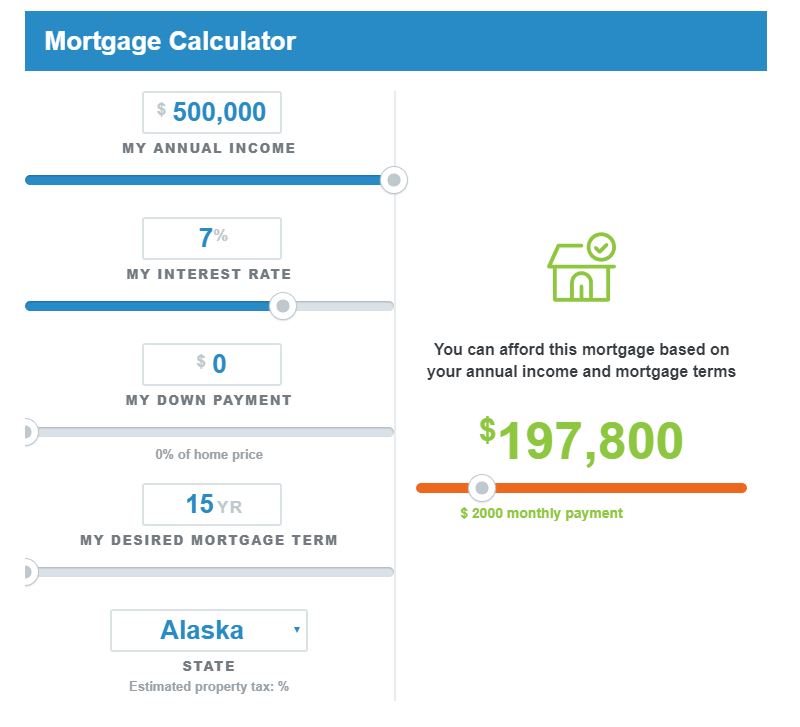 Mortgage Calculator
$ 500,000
MY ANNUAL INCOME
7%
MY INTEREST RATE
$ 0
MY DOWN PAYMENT
0% of home price
15 YR
MY DESIRED MORTGAGE TERM
Alaska
STATE
Estimated property tax: %
You can afford this mortgage based on
your annual income and mortgage terms
$197,800
$ 2000 monthly payment